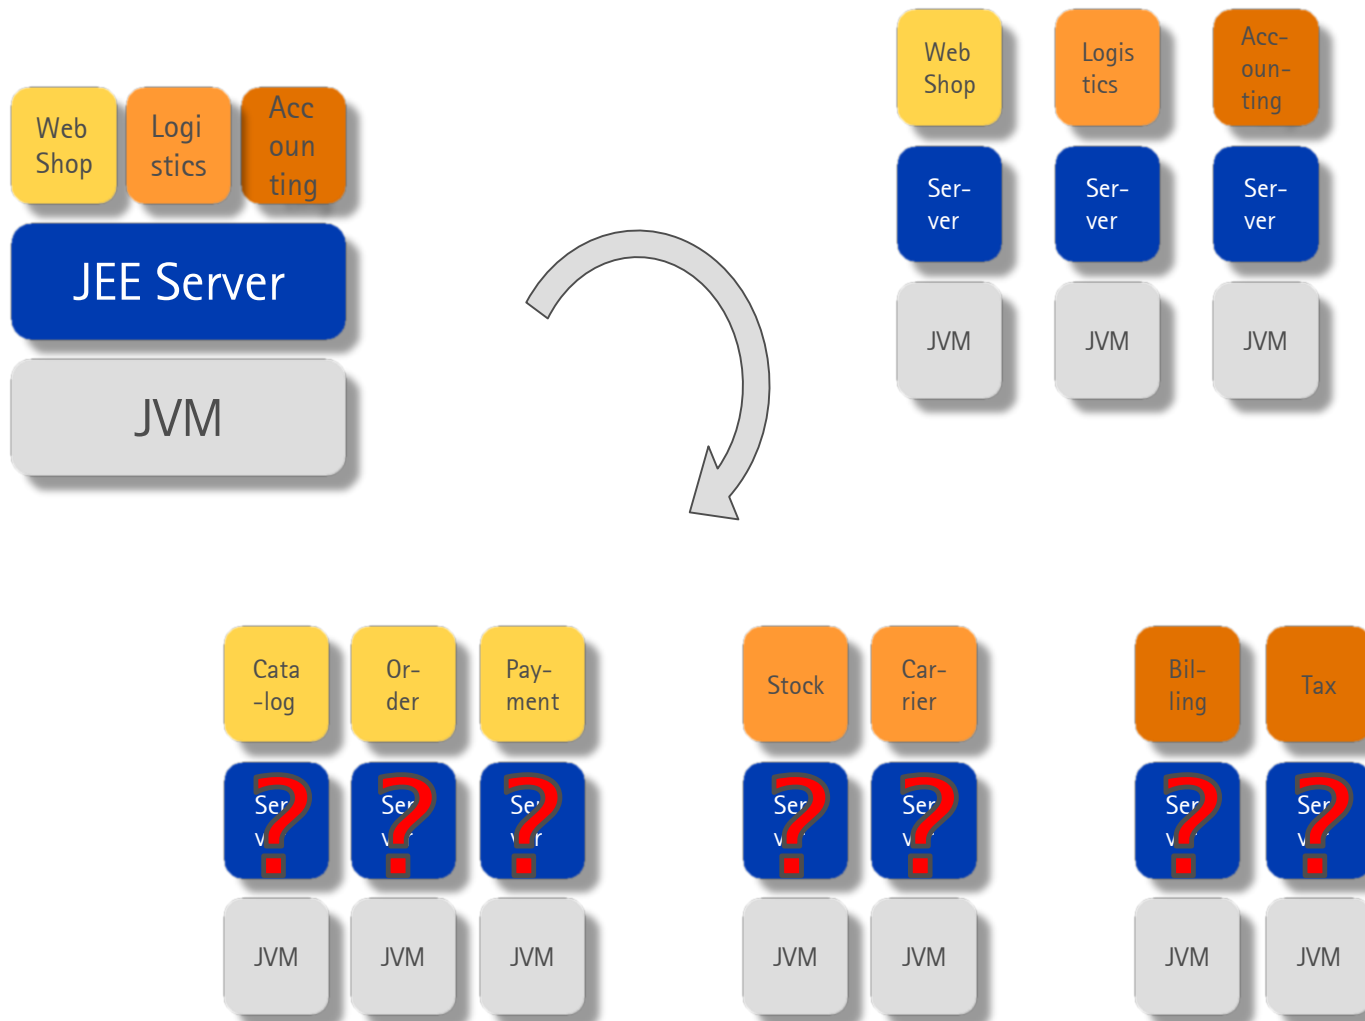 Web
Shop
Logi
stics
Acc
oun
ting
JEE Server
JVM
Web
Shop
Logis
tics
Acc-
oun-
ting
Ser-
ver
Ser-
ver
Ser-
ver
JVM
JVM
JVM
Cata
-log
Or-
der
Pay-
ment
Stock
Car-
rier
Bil-
ling
Tax
?
?
?
?
?
?
?
JVM
JVM
JVM
JVM
JVM
JVM
JVM